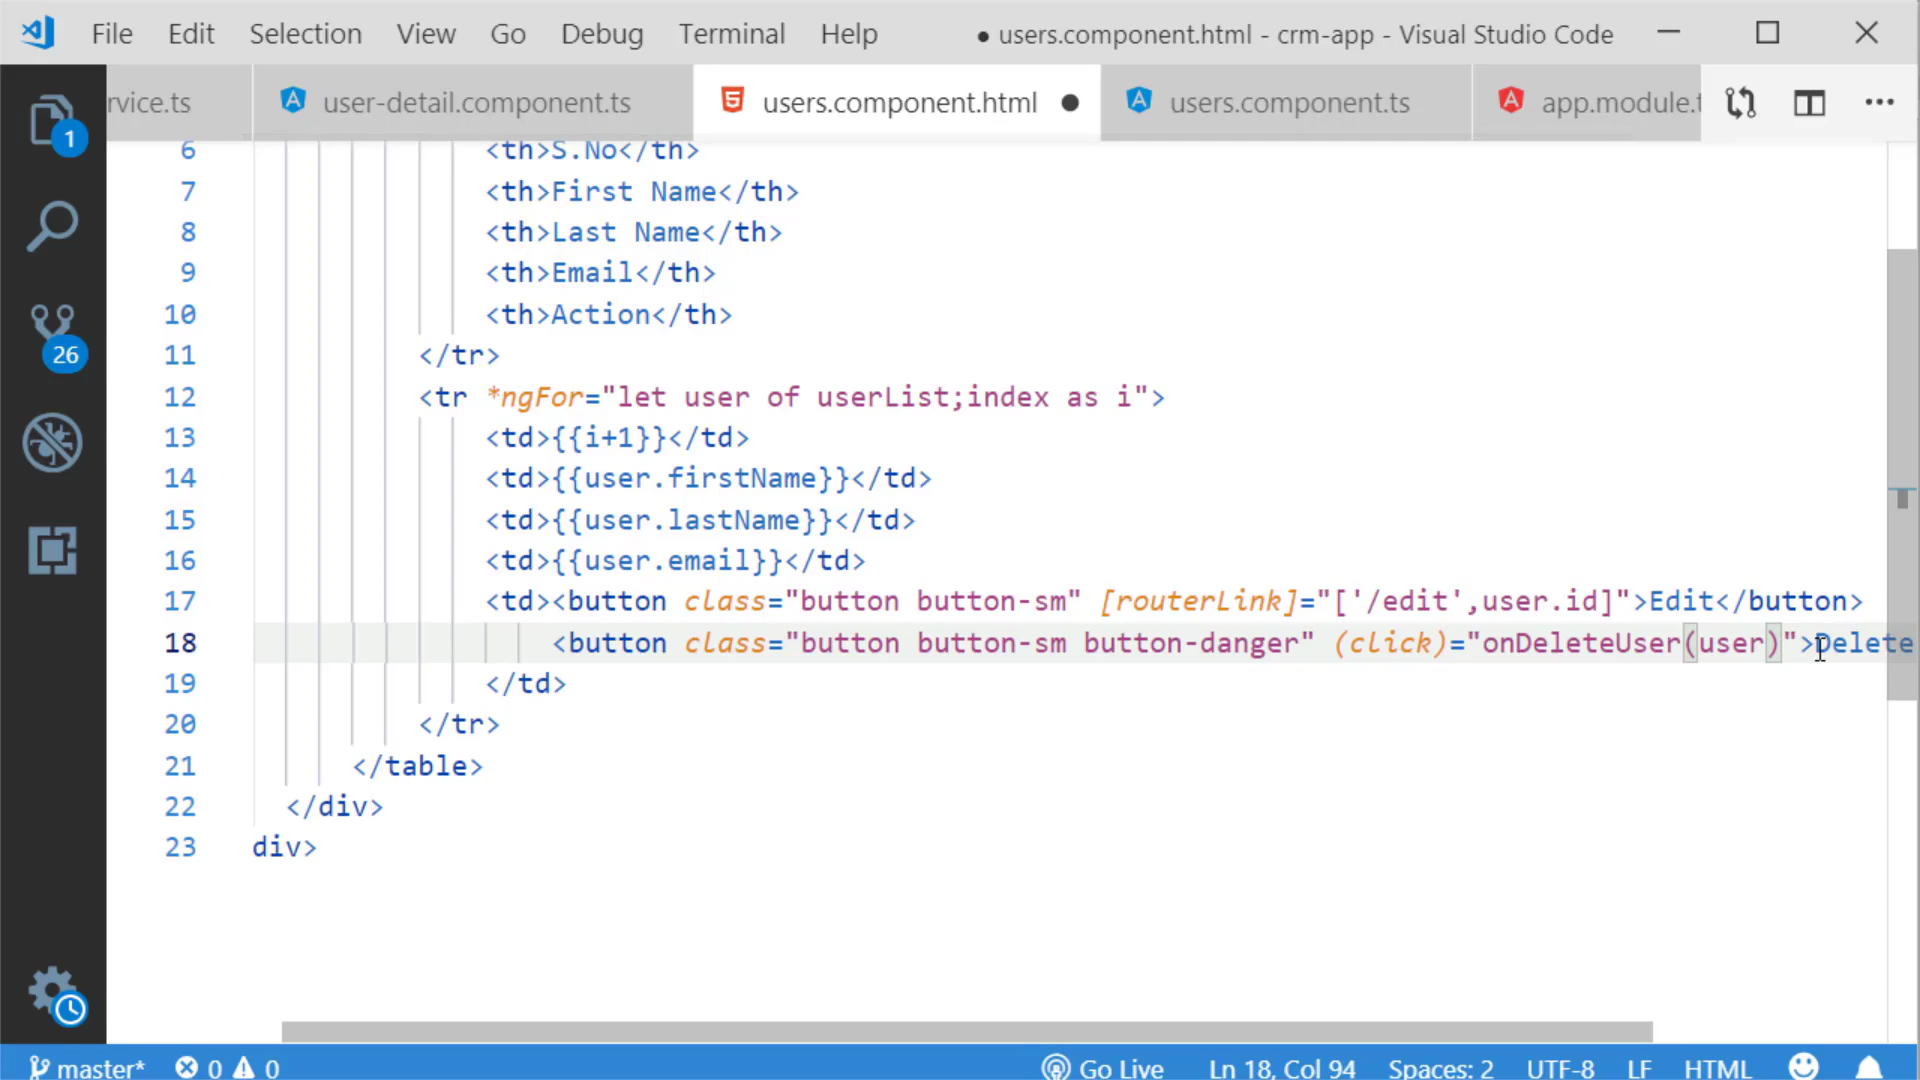 File Edit Selection View Go Debug Terminal Help ● users.component.html - crm-app - Visual Studio Code
rvice.ts user-detail.component.ts users.component.html users.component.ts app.module.t
1
26
6 <th>S.No</th>
7 <th>First Name</th>
8 <th>Last Name</th>
9 <th>Email</th>
10 <th>Action</th>
11 </tr>
12 <tr *ngFor="let user of userList;index as i">
13 <td>{{i+1}}</td>
14 <td>{{user.firstName}}</td>
15 <td>{{user.lastName}}</td>
16 <td>{{user.email}}</td>
17 <td><button class="button button-sm" [routerLink]="['/edit',user.id]">Edit</button>
18 <button class="button button-sm button-danger" (click)="onDeleteUser(user)">Delete
19 </td>
20 </tr>
21 </table>
22 </div>
23 div>
master* 0 0 Go Live Ln 18, Col 94 Spaces: 2 UTF-8 LF HTML